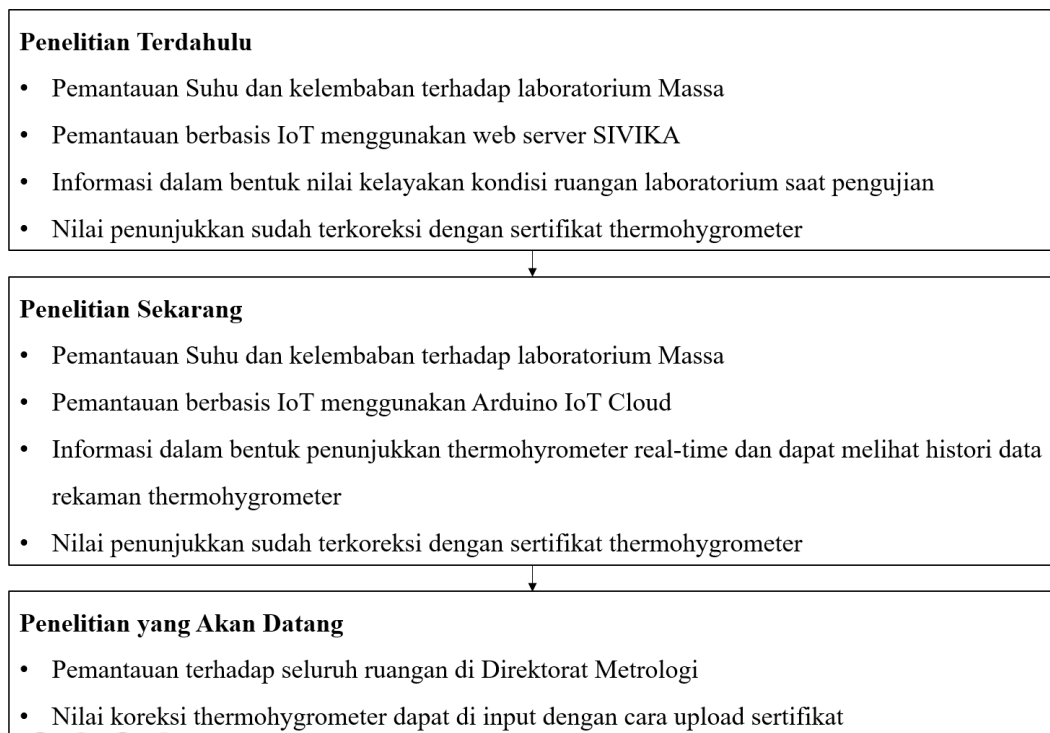 Penelitian Terdahulu
• Pemantauan Suhu dan kelembaban terhadap laboratorium Massa
• Pemantauan berbasis IoT menggunakan web server SIVIKA
• Informasi dalam bentuk nilai kelayakan kondisi ruangan laboratorium saat pengujian
• Nilai penunjukkan sudah terkoreksi dengan sertifikat thermohygrometer
Penelitian Sekarang
• Pemantauan Suhu dan kelembaban terhadap laboratorium Massa
• Pemantauan berbasis IoT menggunakan Arduino IoT Cloud
• Informasi dalam bentuk penunjukkan thermohyrometer real-time dan dapat melihat histori data
rekaman thermohygrometer
• Nilai penunjukkan sudah terkoreksi dengan sertifikat thermohygrometer
Penelitian yang Akan Datang
• Pemantauan terhadap seluruh ruangan di Direktorat Metrologi
• Nilai koreksi thermohygrometer dapat di input dengan cara upload sertifikat